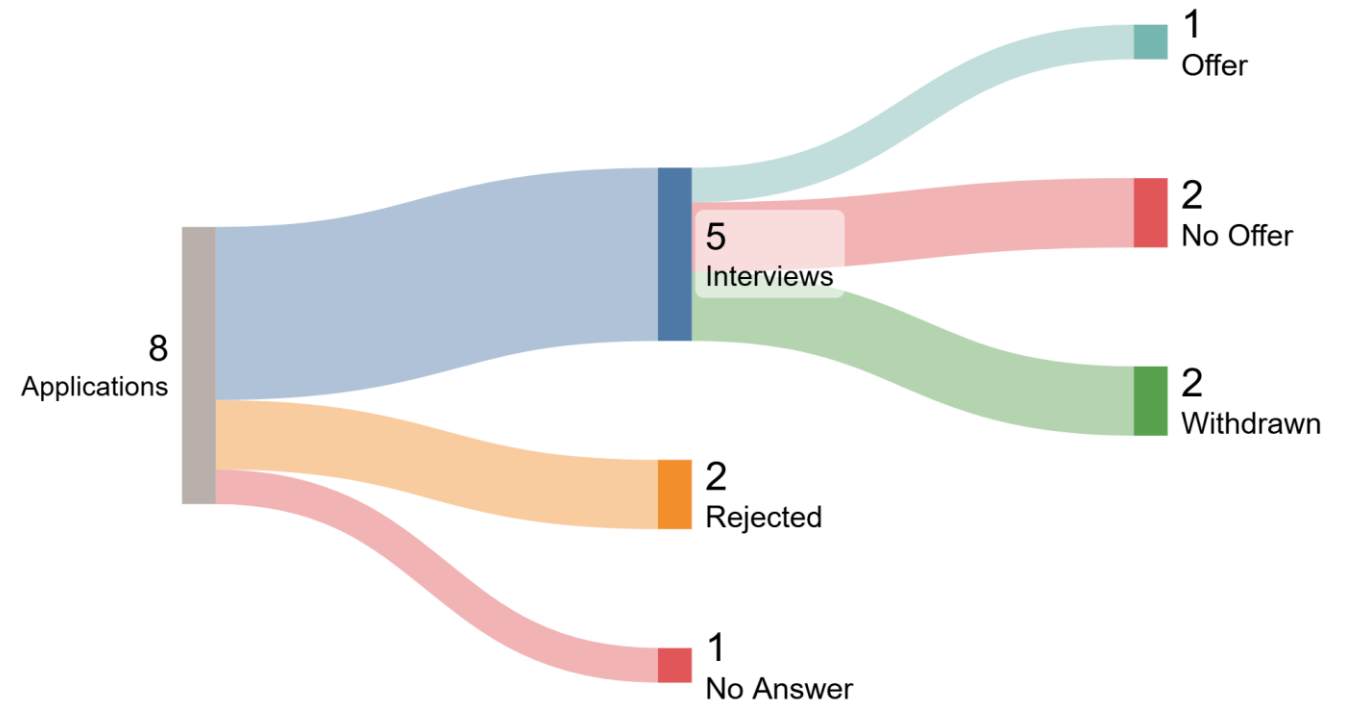 8
Applications
5
Interviews
2
Rejected
1
No Answer
1
Offer
2
No Offer
2
Withdrawn